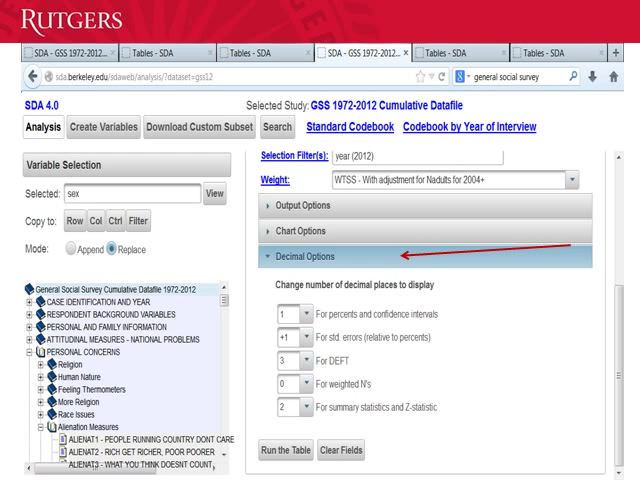 RUTGERS
SDA - GSS 1972-2012... × Tables - SDA × Tables - SDA × SDA - GSS 1972-2012... × Tables - SDA × Tables - SDA × +
sda.berkeley.edu/sdaweb/analysis/?dataset=gss12 general social survey
SDA 4.0 Selected Study: GSS 1972-2012 Cumulative Datafile
Analysis Create Variables Download Custom Subset Search Standard Codebook Codebook by Year of Interview
Variable Selection
Selected: sex View
Copy to: Row Col Ctrl Filter
Mode: Append Replace
General Social Survey Cumulative Datafile 1972-2012
CASE IDENTIFICATION AND YEAR
RESPONDENT BACKGROUND VARIABLES
PERSONAL AND FAMILY INFORMATION
ATTITUDINAL MEASURES - NATIONAL PROBLEMS
PERSONAL CONCERNS
Religion
Human Nature
Feeling Thermometers
More Religion
Race Issues
Alienation Measures
ALIENAT1 - PEOPLE RUNNING COUNTRY DONT CARE
ALIENAT2 - RICH GET RICHER, POOR POORER
ALIENAT3 - WHAT YOU THINK DOESNT COUNT
Selection Filter(s): year (2012)
Weight: WTSS - With adjustment for Nadults for 2004+
Output Options
Chart Options
Decimal Options
Change number of decimal places to display
1 For percents and confidence intervals
+1 For std. errors (relative to percents)
3 For DEFT
0 For weighted N's
2 For summary statistics and Z-statistic
Run the Table Clear Fields